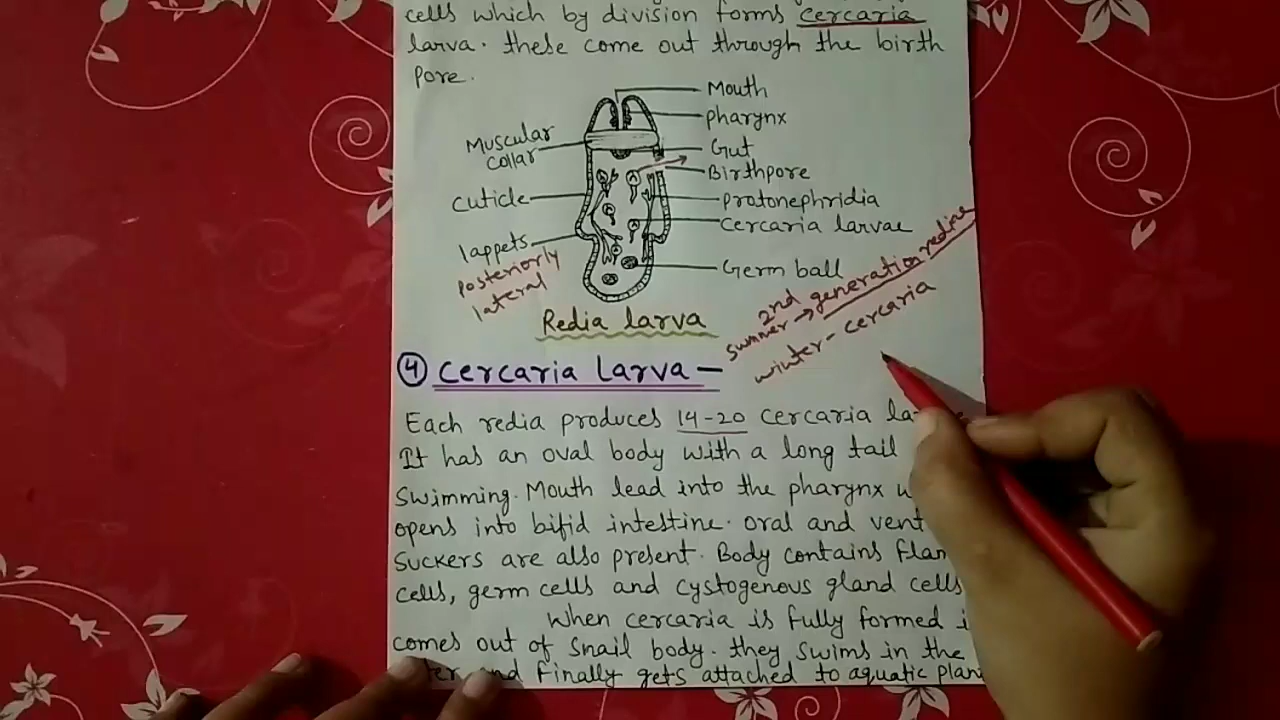 cells which by division forms cercaria
larva. these come out through the birth
pore.
Mouth
pharynx
Muscular
collar
Gut
Birthpore
cuticle
protonephridia
cercaria larvae
lappets
posteriorly
lateral
Germ ball
2nd
summer → generation rediae
winter - cercaria
Redia larva
④ Cercaria Larva -
Each redia produces 14-20 cercaria
It has an oval body with a long tail
swimming. Mouth lead into the pharynx
opens into bifid intestine. oral and
suckers are also present. Body contains
cells, germ cells and cystogenous gland cells
When cercaria is fully formed
comes out of snail body. they swims in the
and finally gets attached to aquatic